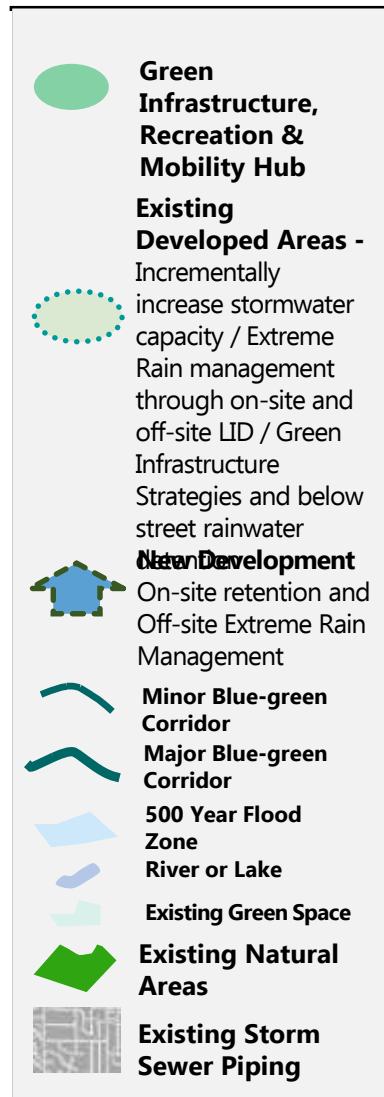 Green
Infrastructure,
Recreation &
Mobility Hub
Existing
Developed Areas -
Incrementally
increase stormwater
capacity / Extreme
Rain management
through on-site and
off-site LID / Green
Infrastructure
Strategies and below
street rainwater
detention
New Development
On-site retention and
Off-site Extreme Rain
Management
Minor Blue-green
Corridor
Major Blue-green
Corridor
500 Year Flood
Zone
River or Lake
Existing Green Space
Existing Natural
Areas
Existing Storm
Sewer Piping